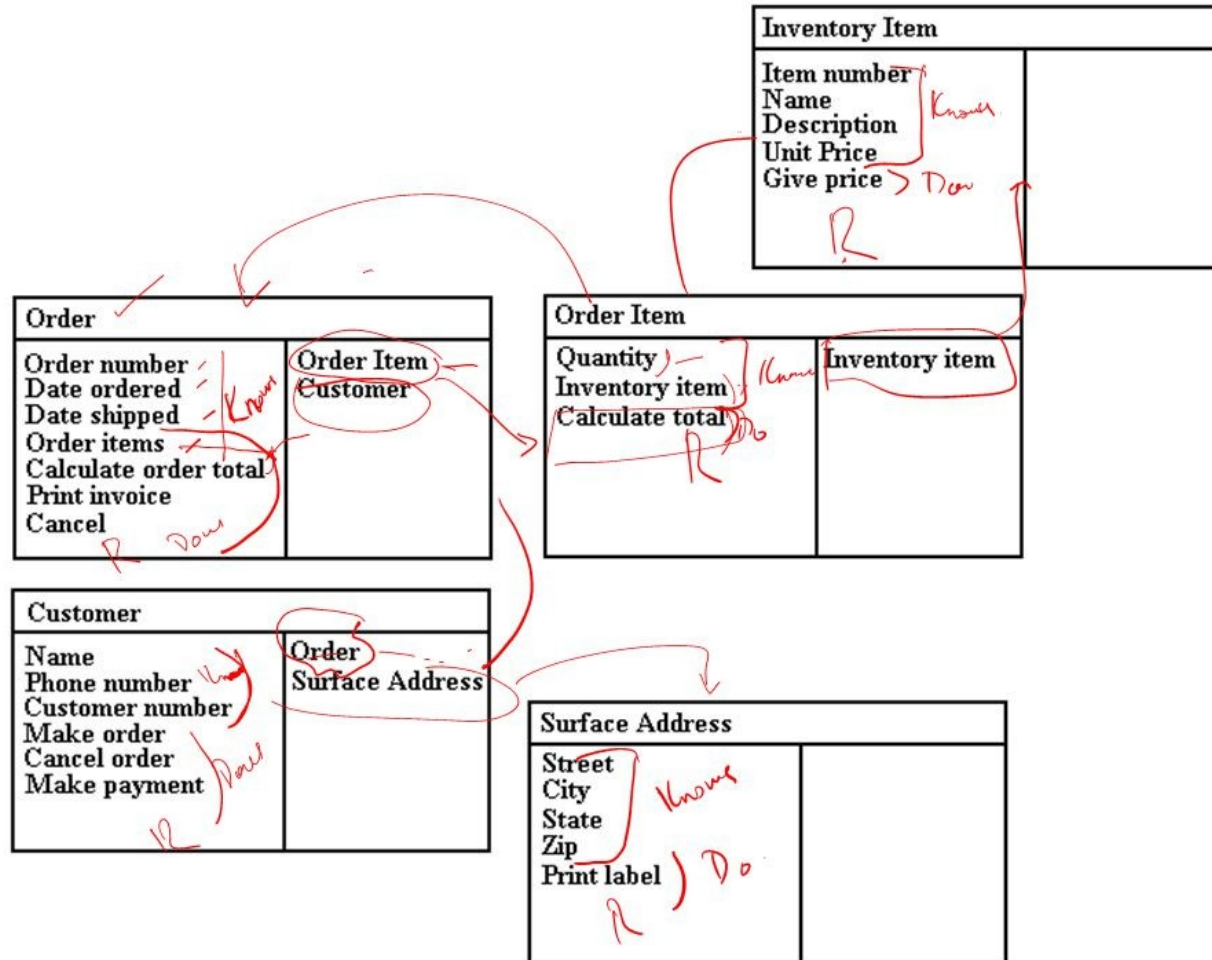 Inventory Item
Item number
Name
Description
Unit Price
Give price
Knows
R
Order
Order number
Date ordered
Date shipped
Order items
Calculate order total
Print invoice
Cancel
Knows
R
Order Item
Customer
Order Item
Quantity
Inventory item
Calculate total
Do
R
Inventory item
Customer
Name
Phone number
Customer number
Make order
Cancel order
Make payment
R
Order
Surface Address
Surface Address
Street
City
State
Zip
Print label
Knows
Do
R